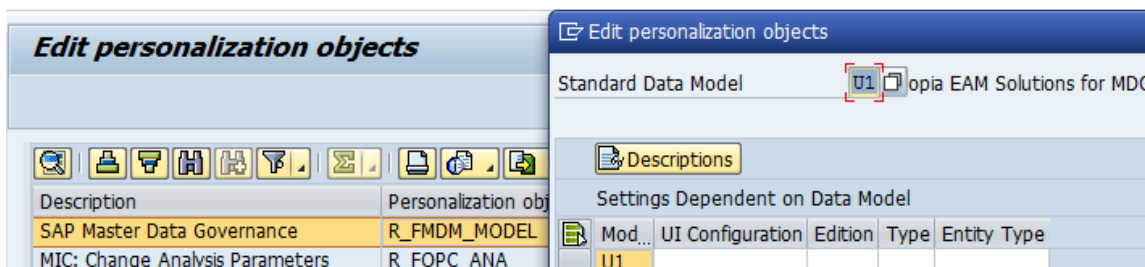 Edit personalization objects
Description Personalization obj
SAP Master Data Governance R_FMDM_MODEL
MIC: Change Analysis Parameters R_FOPC_ANA
Edit personalization objects
Standard Data Model U1 opia EAM Solutions for MDG
Descriptions
Settings Dependent on Data Model
Mod... UI Configuration Edition Type Entity Type
U1